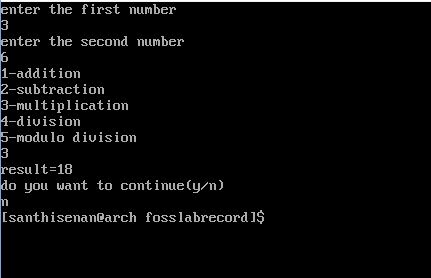 enter the first number
3
enter the second number
6
1-addition
2-subtraction
3-multiplication
4-division
5-modulo division
3
result=18
do you want to continue(y/n)
n
[santhisenan@arch fosslabrecord]$